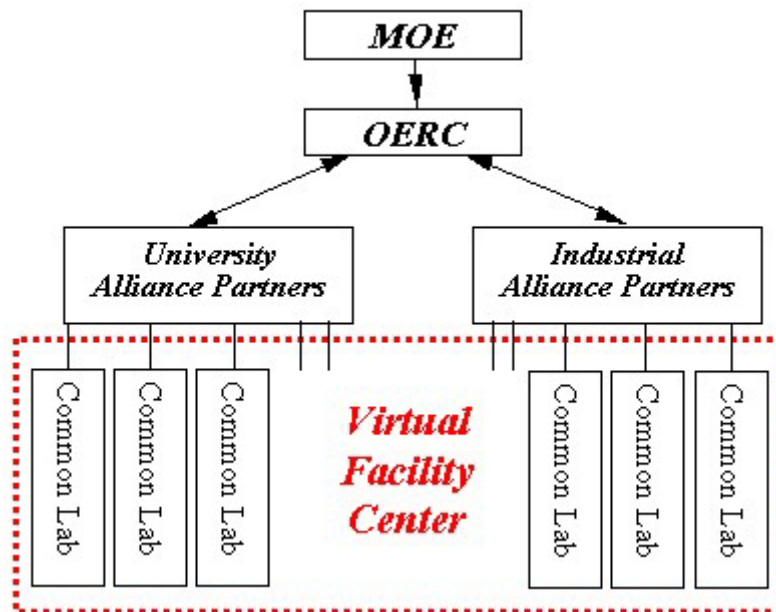 MOE
OERC
University
Alliance Partners
Industrial
Alliance Partners
Common Lab
Common Lab
Common Lab
Virtual
Facility
Center
Common Lab
Common Lab
Common Lab